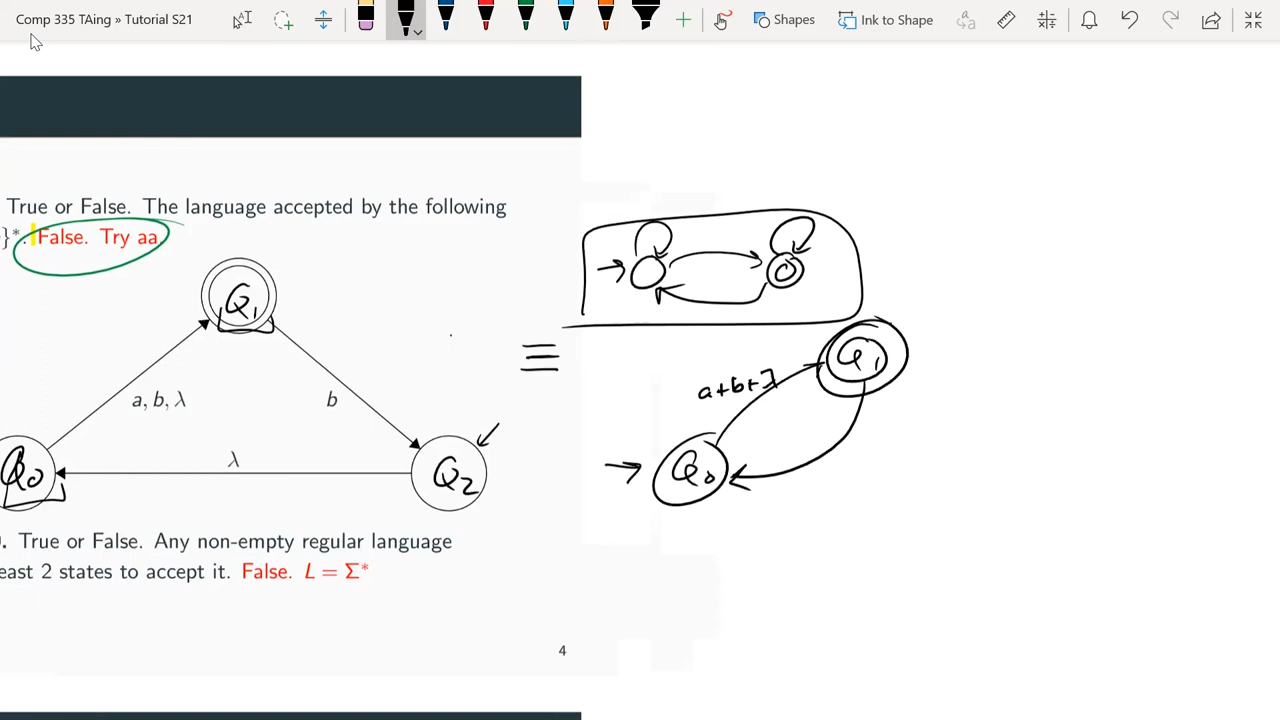 Comp 335 TAing » Tutorial S21
Shapes
Ink to Shape
True or False. The language accepted by the following
}*. False. Try aa.
Q1
a, b, λ
b
λ
Q0
Q2
≡
Q1
a+b+λ
Q0
). True or False. Any non-empty regular language
east 2 states to accept it. False. L = Σ*
4